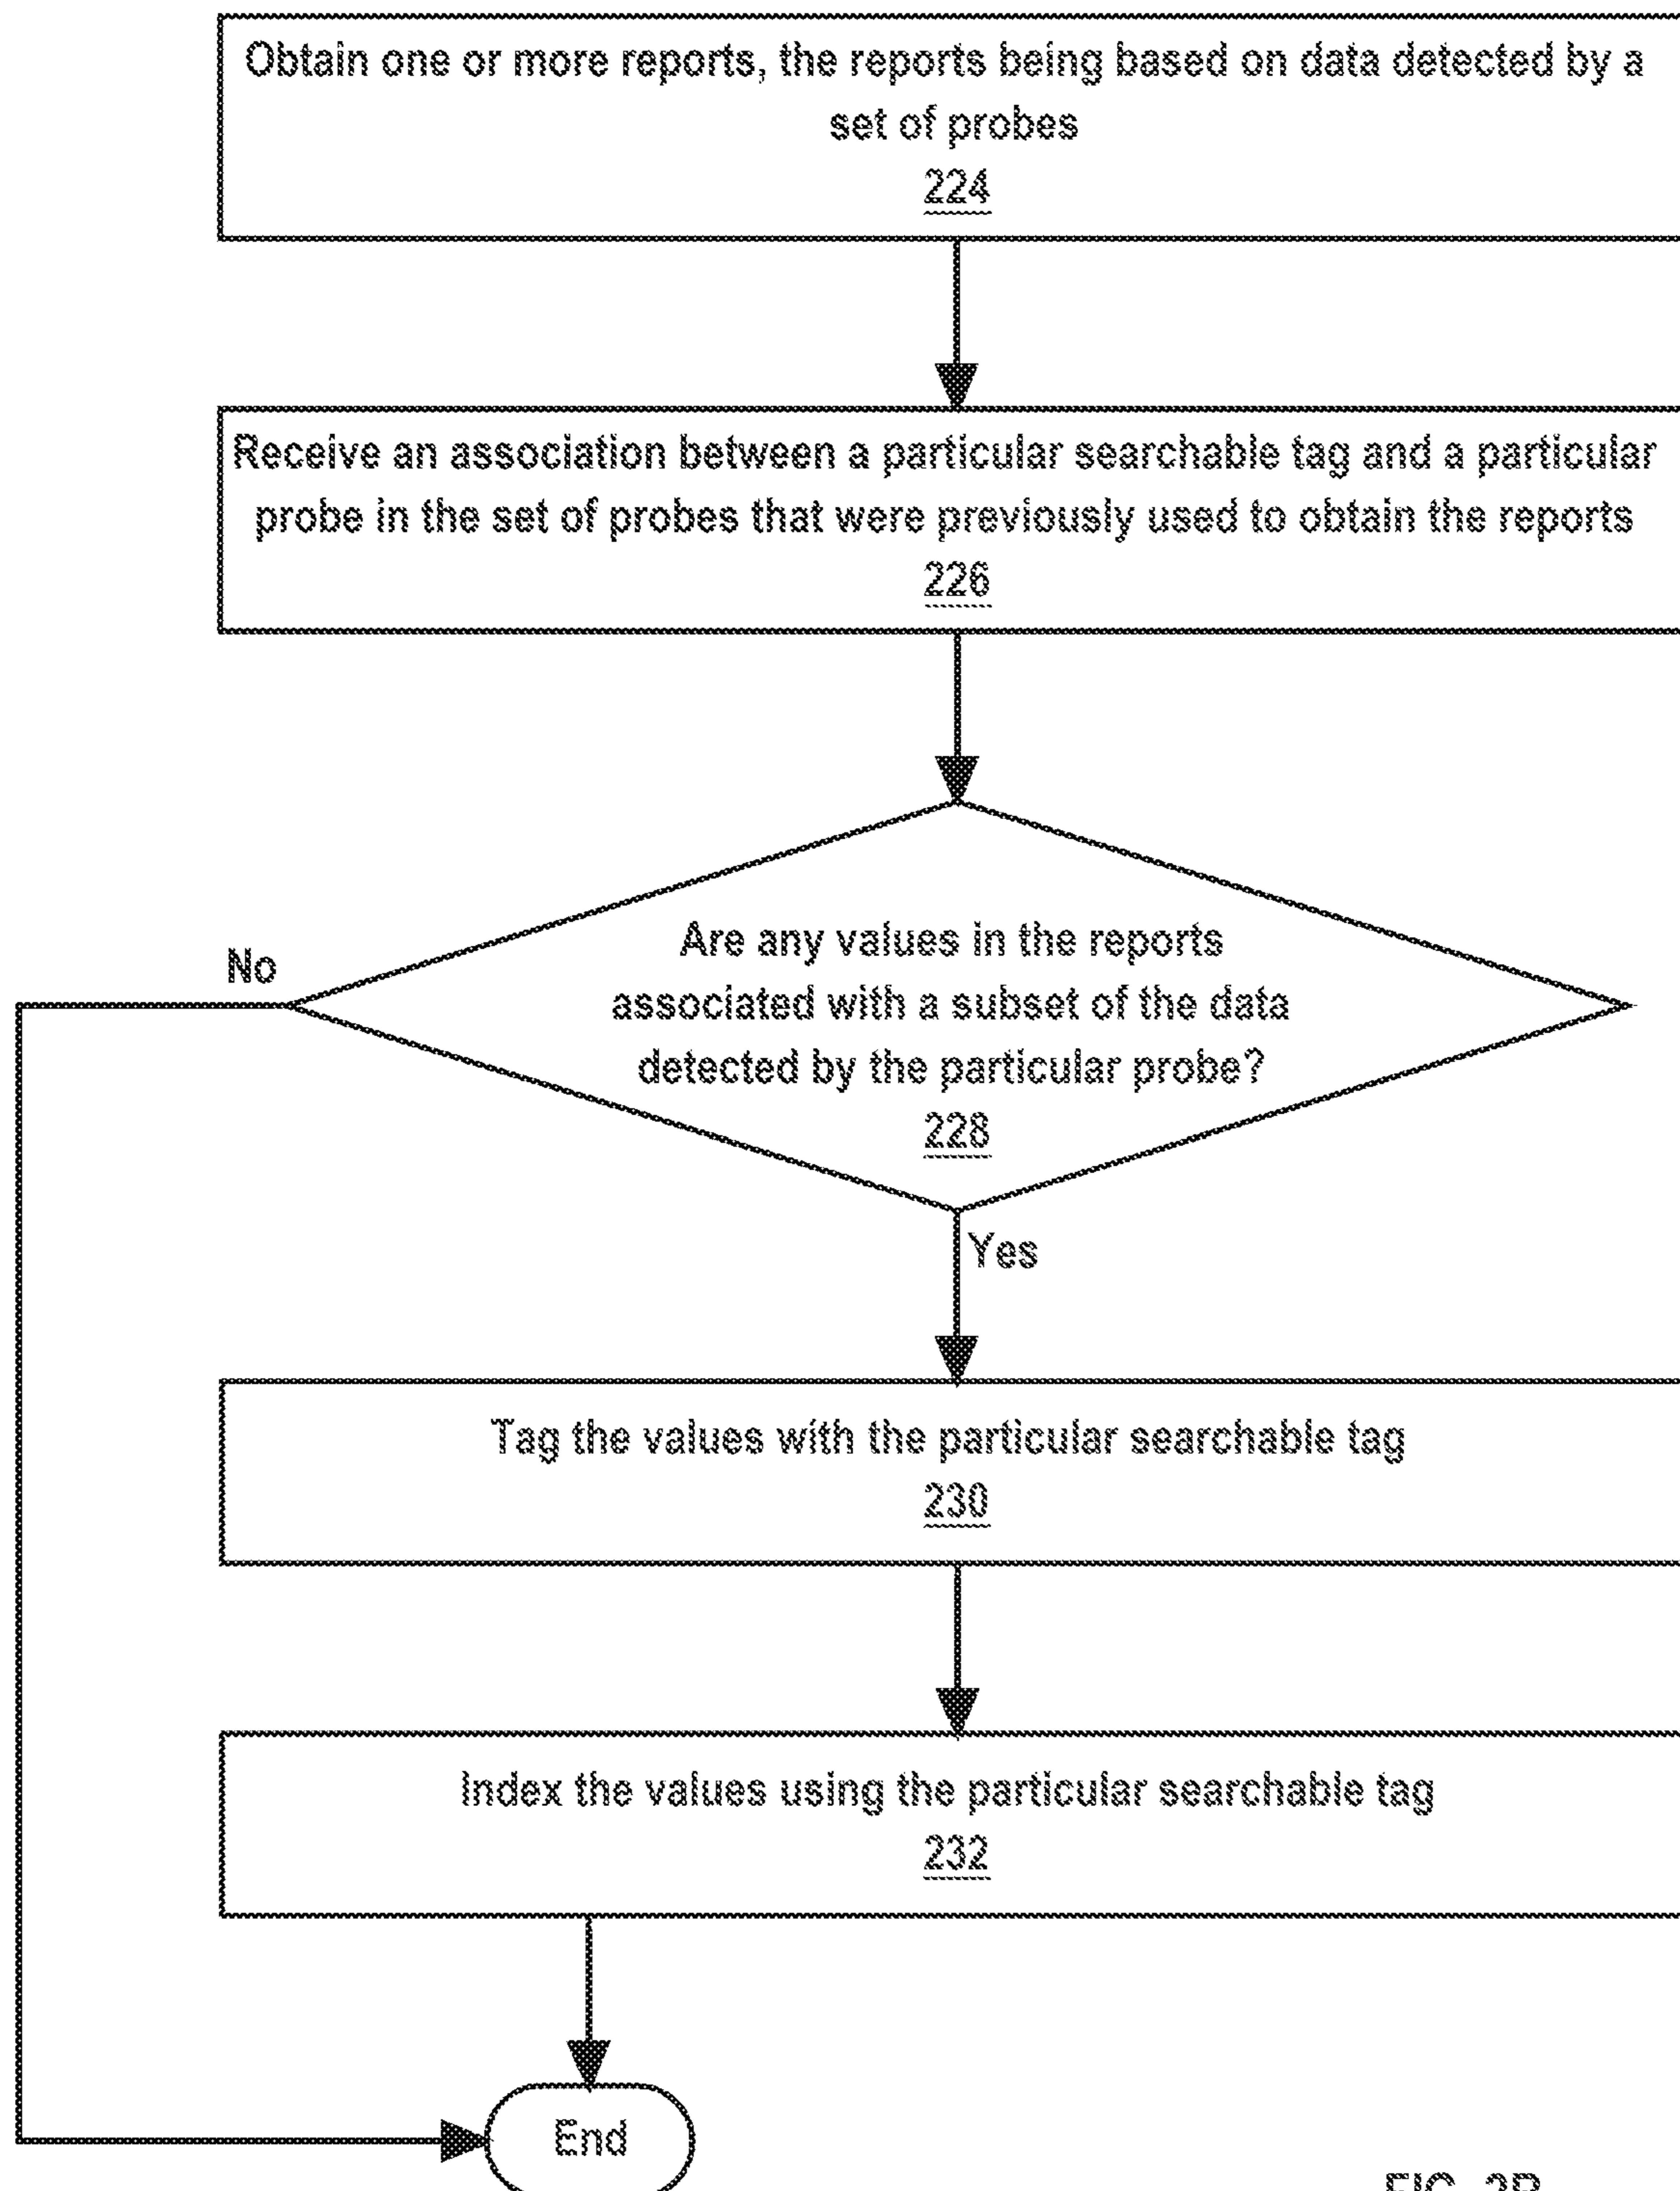 Obtain one or more reports, the reports being based on data detected by a
set of probes
224
Receive an association between a particular searchable tag and a particular
probe in the set of probes that were previously used to obtain the reports
226
No
Are any values in the reports
associated with a subset of the data
detected by the particular probe?
228
Yes
Tag the values with the particular searchable tag
230
Index the values using the particular searchable tag
232
End
FIG.